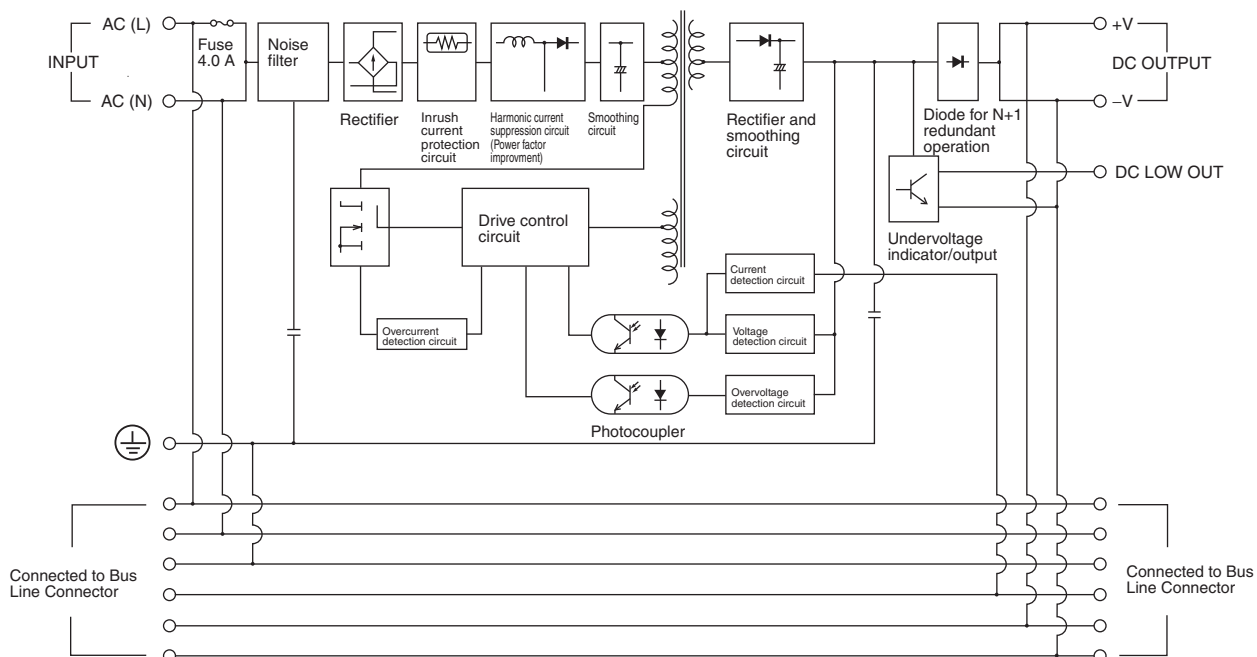 AC (L)
INPUT
AC (N)
Fuse
4.0 A
Noise
filter
Rectifier
Inrush
current
protection
circuit
Harmonic current
suppression circuit
(Power factor
improvment)
Smoothing
circuit
Rectifier and
smoothing
circuit
Diode for N+1
redundant
operation
+V
DC OUTPUT
–V
DC LOW OUT
Undervoltage
indicator/output
Drive control
circuit
Overcurrent
detection circuit
Current
detection circuit
Voltage
detection circuit
Overvoltage
detection circuit
Photocoupler
Connected to Bus
Line Connector
Connected to Bus
Line Connector